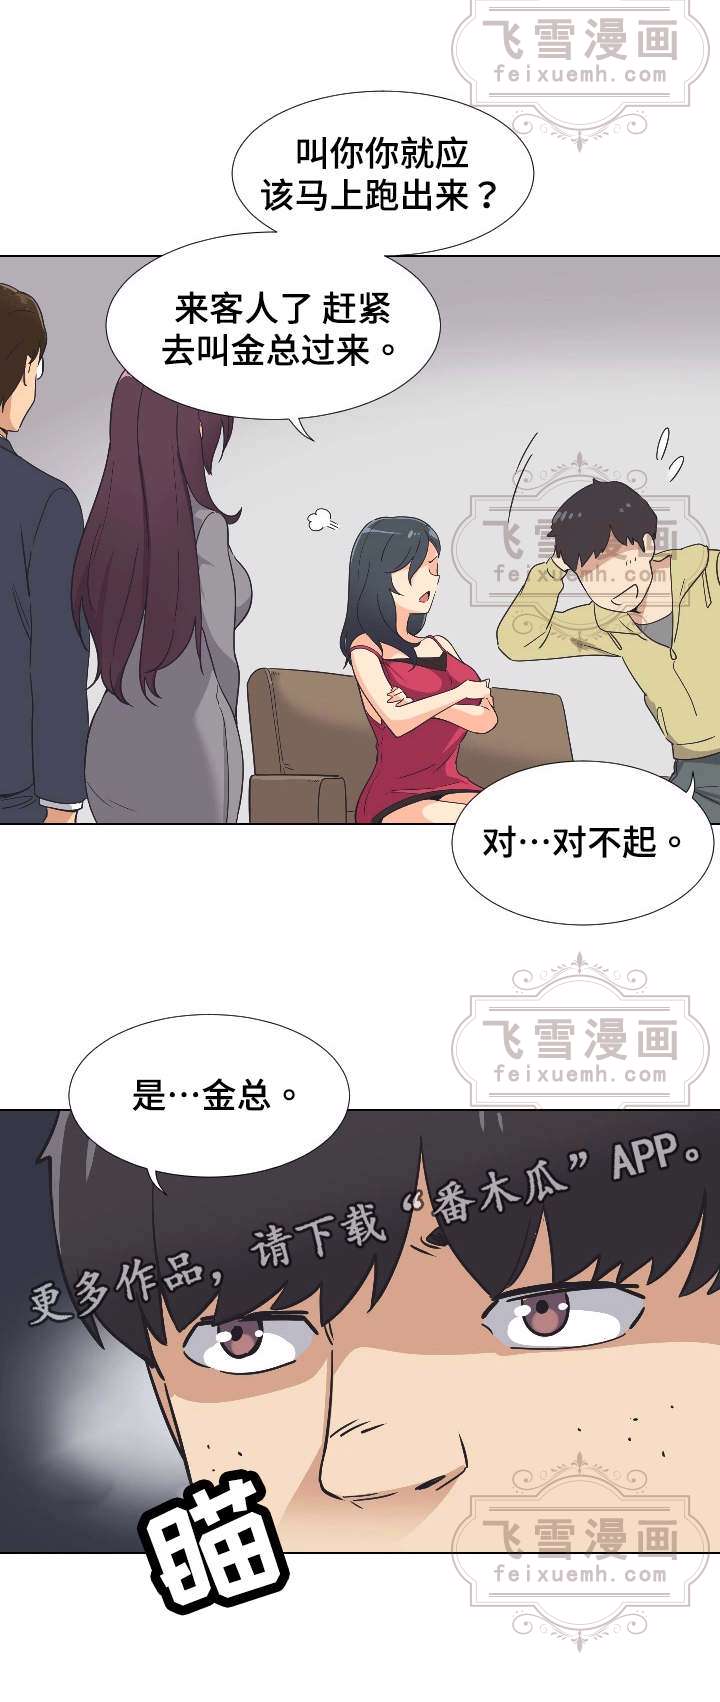 飞雪漫画
feixuemh.com
叫你你就应
该马上跑出来？
来客人了 赶紧
去叫金总过来。
飞雪漫画
feixuemh.com
对…对不起。
飞雪漫画
feixuemh.com
是…金总。
更多作品，请下载“番木瓜”APP。
飞雪漫画
feixuemh.com
瞄